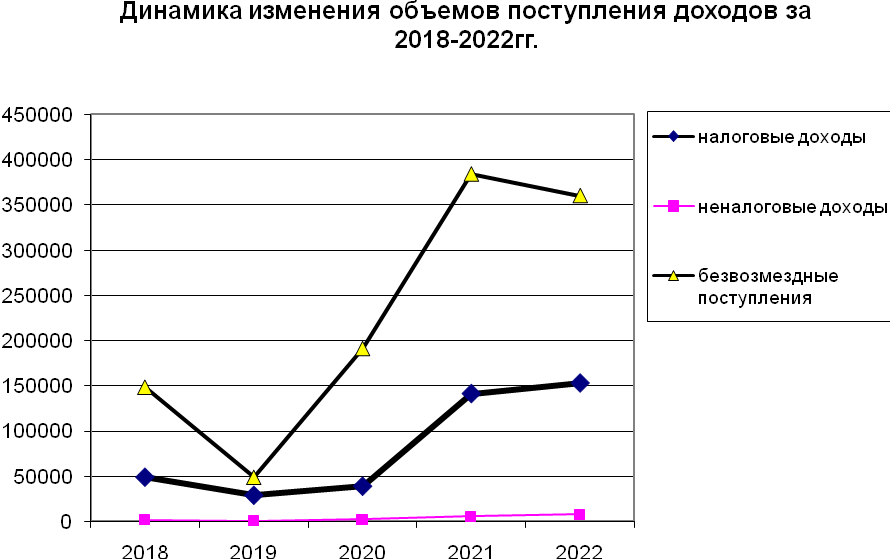 Динамика изменения объемов поступления доходов за
2018-2022гг.
450000
400000
350000
300000
250000
200000
150000
100000
50000
0
2018 2019 2020 2021 2022
налоговые доходы
неналоговые доходы
безвозмездные
поступления